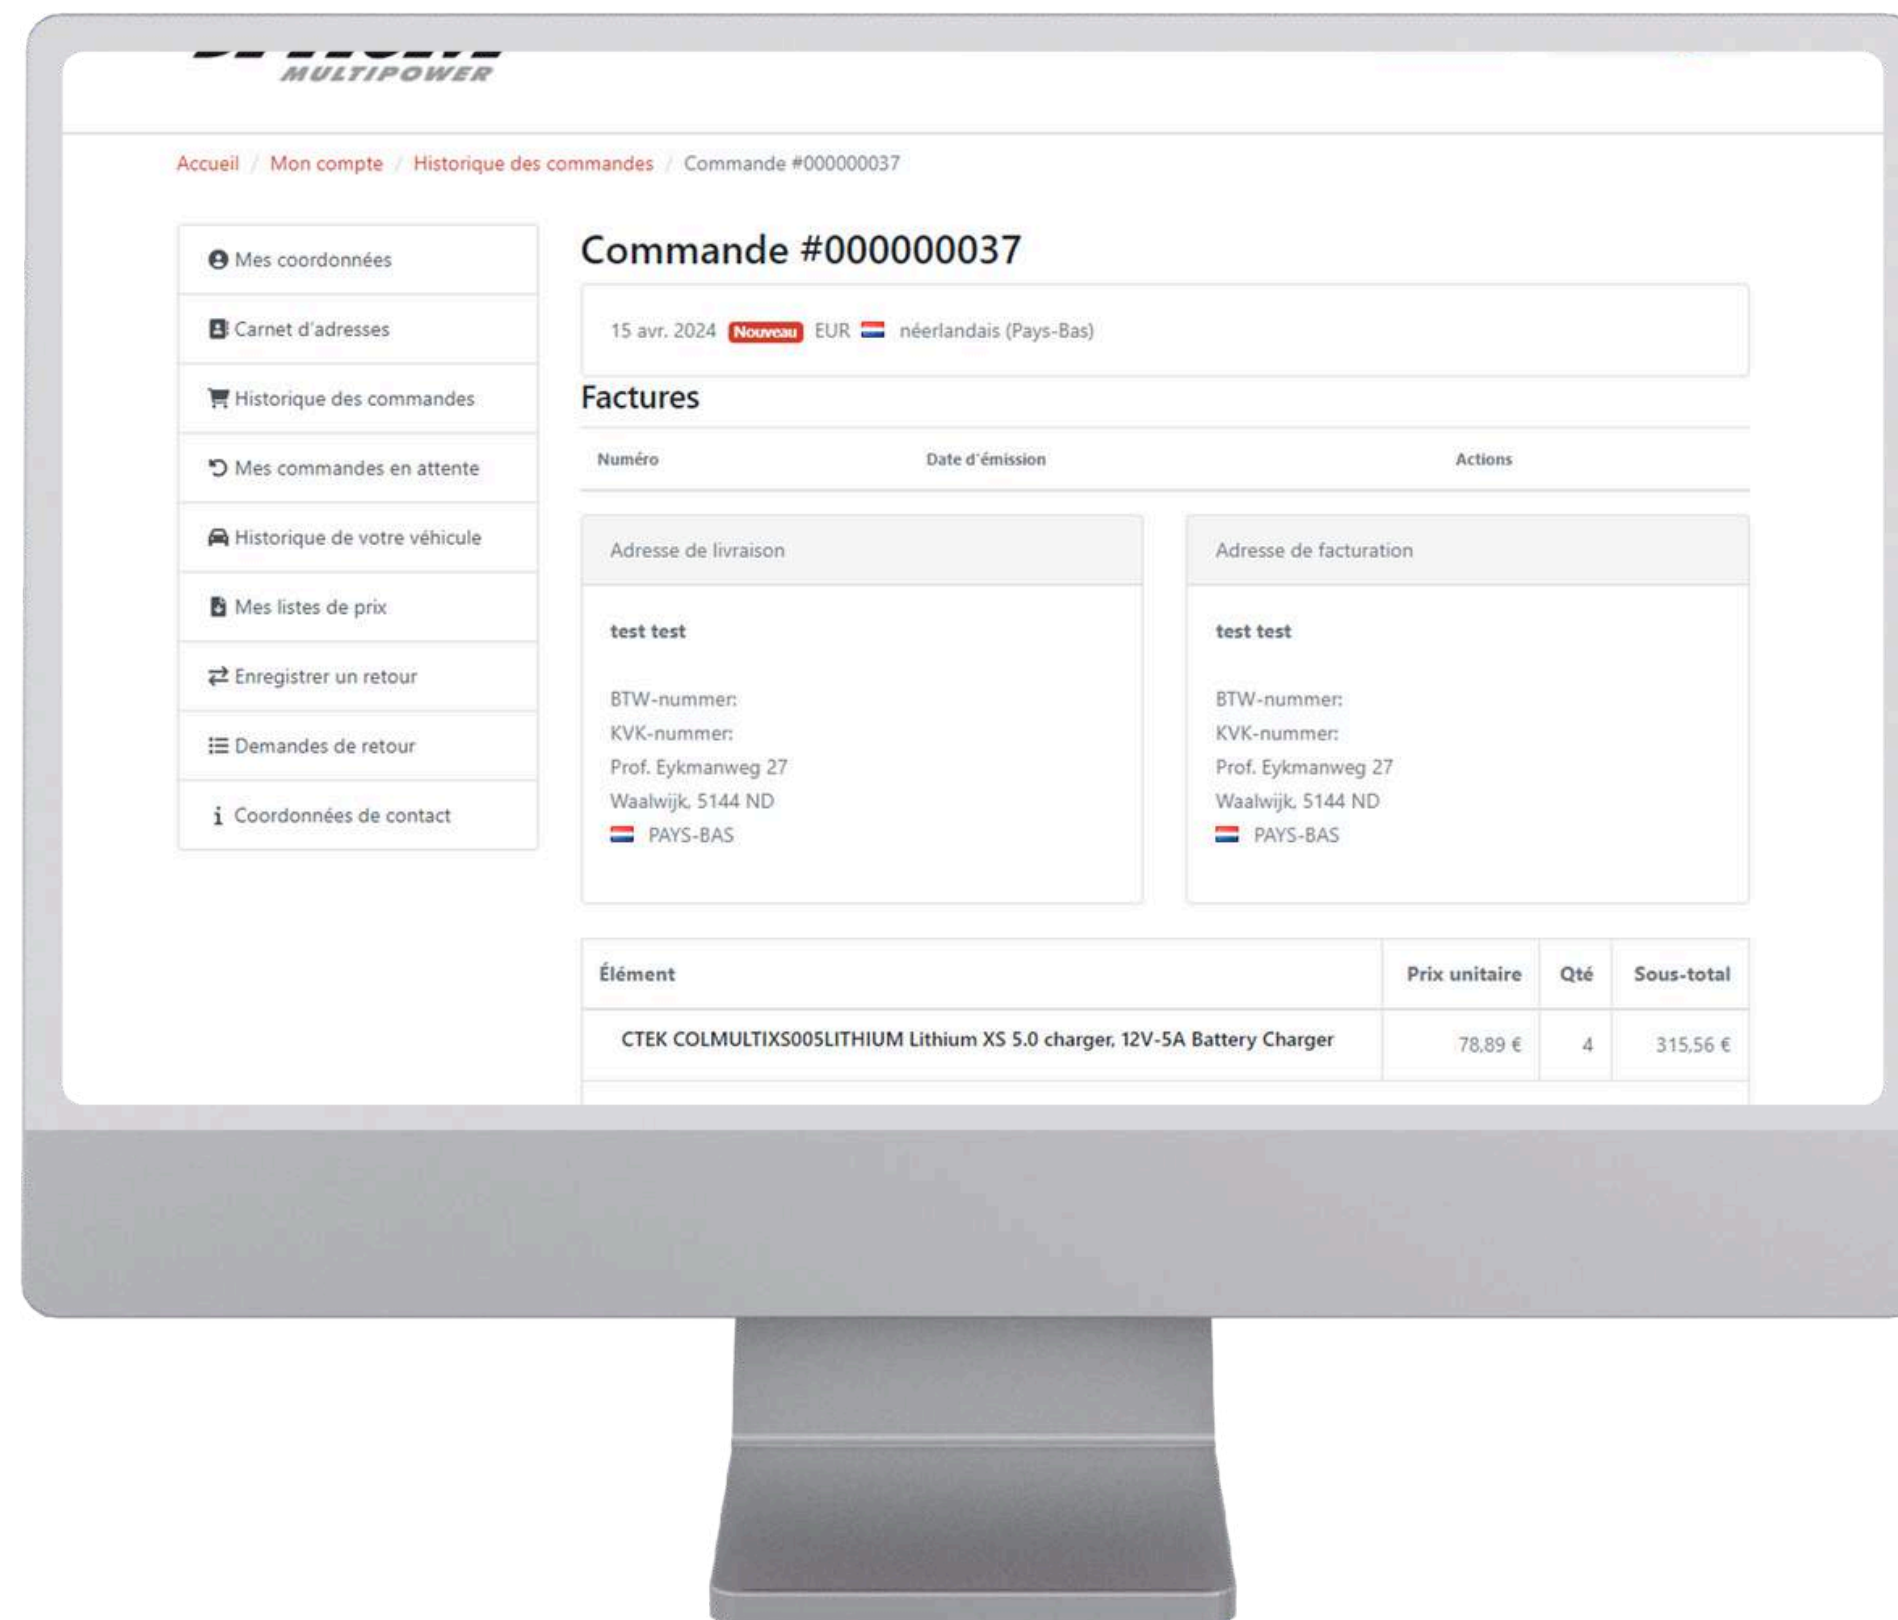 MULTIPOWER
Accueil / Mon compte / Historique des commandes / Commande #000000037
Mes coordonnées
Carnet d'adresses
Historique des commandes
Mes commandes en attente
Historique de votre véhicule
Mes listes de prix
Enregistrer un retour
Demandes de retour
Coordonnées de contact
Commande #000000037
15 avr. 2024 Nouveau EUR néerlandais (Pays-Bas)
Factures
Numéro Date d'émission Actions
Adresse de livraison
test test
BTW-nummer:
KVK-nummer:
Prof. Eykmanweg 27
Waalwijk, 5144 ND
PAYS-BAS
Adresse de facturation
test test
BTW-nummer:
KVK-nummer:
Prof. Eykmanweg 27
Waalwijk, 5144 ND
PAYS-BAS
Élément Prix unitaire Qté Sous-total
CTEK COLMULTIXS005LITHIUM Lithium XS 5.0 charger, 12V-5A Battery Charger 78,89 € 4 315,56 €